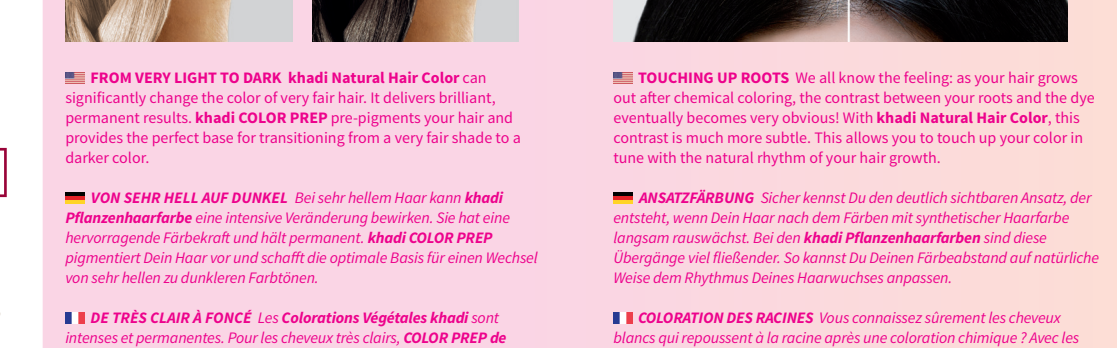 FROM VERY LIGHT TO DARK khadi Natural Hair Color can
significantly change the color of very fair hair. It delivers brilliant,
permanent results. khadi COLOR PREP pre-pigments your hair and
provides the perfect base for transitioning from a very fair shade to a
darker color.
VON SEHR HELL AUF DUNKEL Bei sehr hellem Haar kann khadi
Pflanzenhaarfarbe eine intensive Veränderung bewirken. Sie hat eine
hervorragende Färbekraft und hält permanent. khadi COLOR PREP
pigmentiert Dein Haar vor und schafft die optimale Basis für einen Wechsel
von sehr hellen zu dunkleren Farbtönen.
DE TRÈS CLAIR À FONCÉ Les Colorations Végétales khadi sont
intenses et permanentes. Pour les cheveux très clairs, COLOR PREP de
TOUCHING UP ROOTS We all know the feeling: as your hair grows
out after chemical coloring, the contrast between your roots and the dye
eventually becomes very obvious! With khadi Natural Hair Color, this
contrast is much more subtle. This allows you to touch up your color in
tune with the natural rhythm of your hair growth.
ANSATZFÄRBUNG Sicher kennst Du den deutlich sichtbaren Ansatz, der
entsteht, wenn Dein Haar nach dem Färben mit synthetischer Haarfarbe
langsam rauswächst. Bei den khadi Pflanzenhaarfarben sind diese
Übergänge viel fließender. So kannst Du Deinen Färbeabstand auf natürliche
Weise dem Rhythmus Deines Haarwuchses anpassen.
COLORATION DES RACINES Vous connaissez sûrement les cheveux
blancs qui repoussent à la racine après une coloration chimique ? Avec les